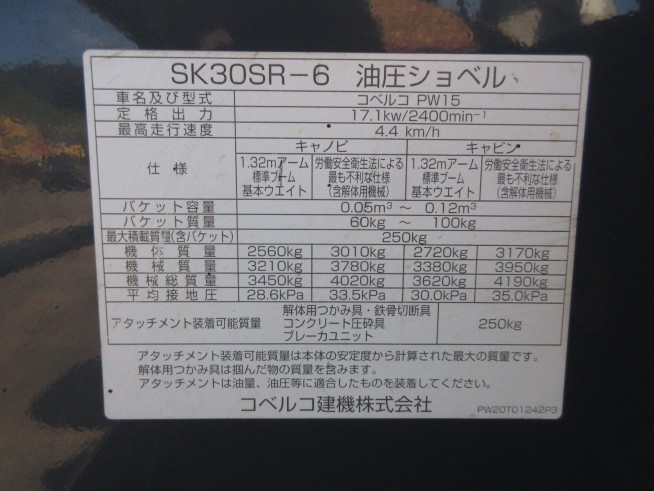 SK30SR-6 油圧ショベル
車名及び型式 コベルコ PW15
定格出力 17.1kw/2400min⁻¹
最高走行速度 4.4 km/h
仕様 キャノピ キャビン
1.32mアーム 標準ブーム 基本ウエイト 労働安全衛生法による 最も不利な仕様 (含解体用機械) 1.32mアーム 標準ブーム 基本ウエイト 労働安全衛生法による 最も不利な仕様 (含解体用機械)
バケット容量 0.05m³ ～ 0.12m³
バケット質量 60kg ～ 100kg
最大積載質量(含バケット) 250kg
機体質量 2560kg 3010kg 2720kg 3170kg
機械質量 3210kg 3780kg 3380kg 3950kg
機械総質量 3450kg 4020kg 3620kg 4190kg
平均接地圧 28.6kPa 33.5kPa 30.0kPa 35.0kPa
アタッチメント装着可能質量 解体用つかみ具・鉄骨切断具 コンクリート圧砕具 ブレーカユニット 250kg
アタッチメント装着可能質量は本体の安定度から計算された最大の質量です。
解体用つかみ具は掴んだ物の質量を含みます。
アタッチメントは油量、油圧等に適合したものを装着してください。
コベルコ建機株式会社 PW20T01242P3